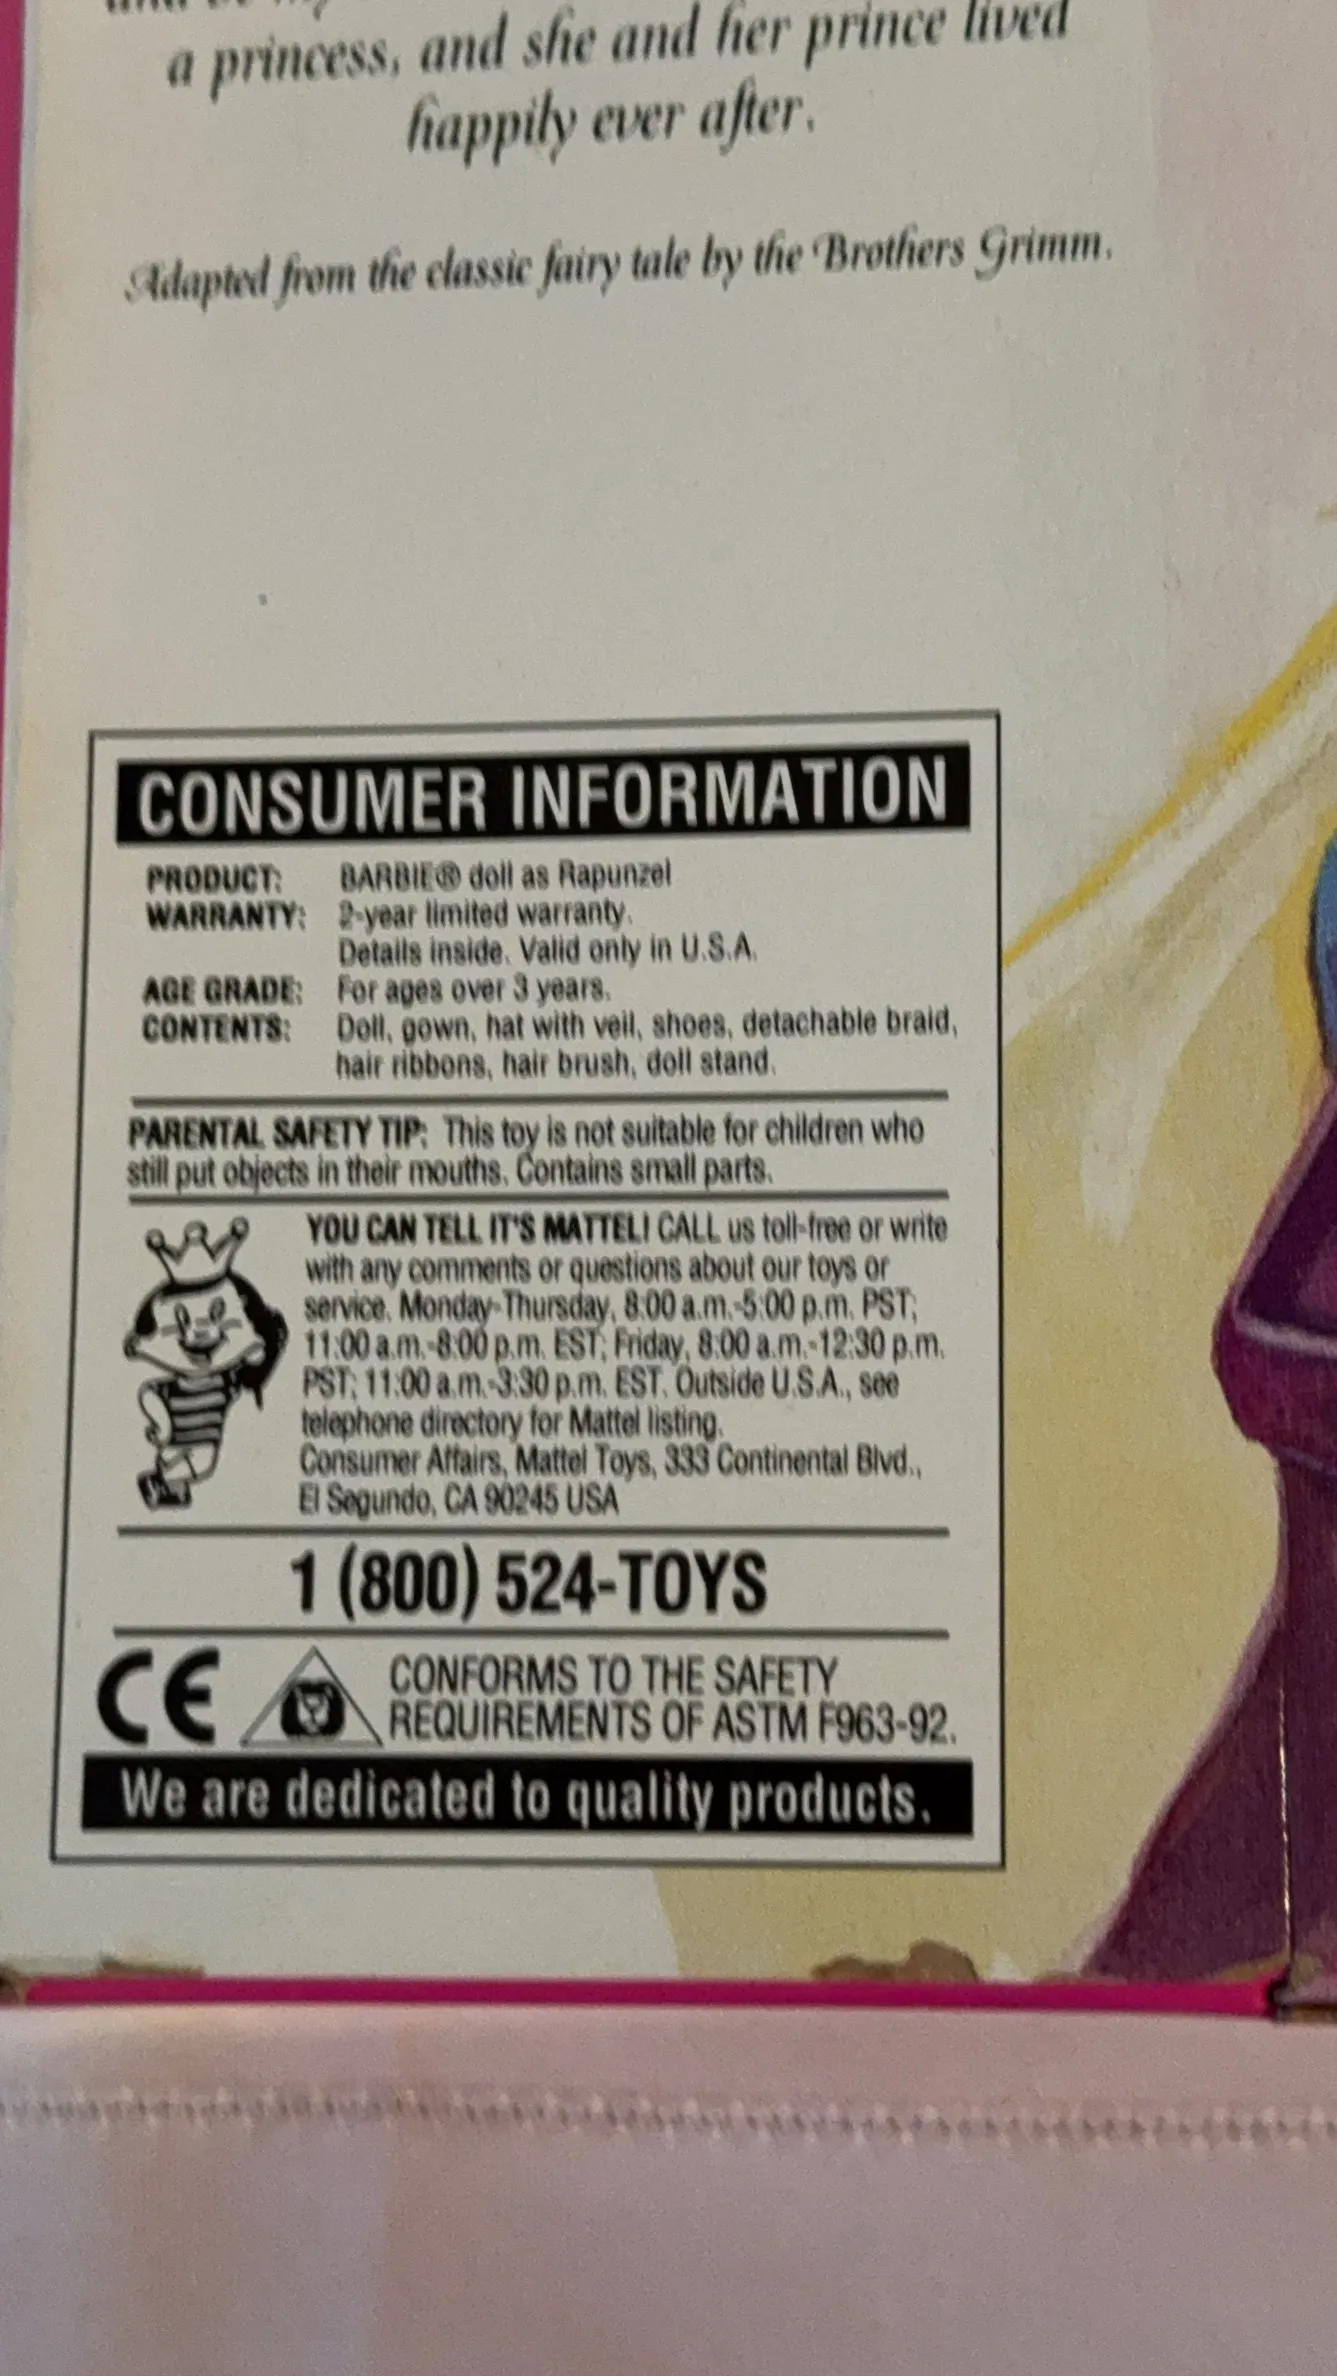 a princess, and she and her prince lived
happily ever after.
Adapted from the classic fairy tale by the Brothers Grimm.
CONSUMER INFORMATION
PRODUCT: BARBIE® doll as Rapunzel
WARRANTY: 2-year limited warranty.
Details inside. Valid only in U.S.A.
AGE GRADE: For ages over 3 years.
CONTENTS: Doll, gown, hat with veil, shoes, detachable braid,
hair ribbons, hair brush, doll stand.
PARENTAL SAFETY TIP: This toy is not suitable for children who
still put objects in their mouths. Contains small parts.
YOU CAN TELL IT'S MATTEL! CALL us toll-free or write
with any comments or questions about our toys or
service. Monday-Thursday, 8:00 a.m.-5:00 p.m. PST;
11:00 a.m.-8:00 p.m. EST; Friday, 8:00 a.m.-12:30 p.m.
PST; 11:00 a.m.-3:30 p.m. EST. Outside U.S.A., see
telephone directory for Mattel listing.
Consumer Affairs, Mattel Toys, 333 Continental Blvd.,
El Segundo, CA 90245 USA
1 (800) 524-TOYS
CE
CONFORMS TO THE SAFETY
REQUIREMENTS OF ASTM F963-92.
We are dedicated to quality products.